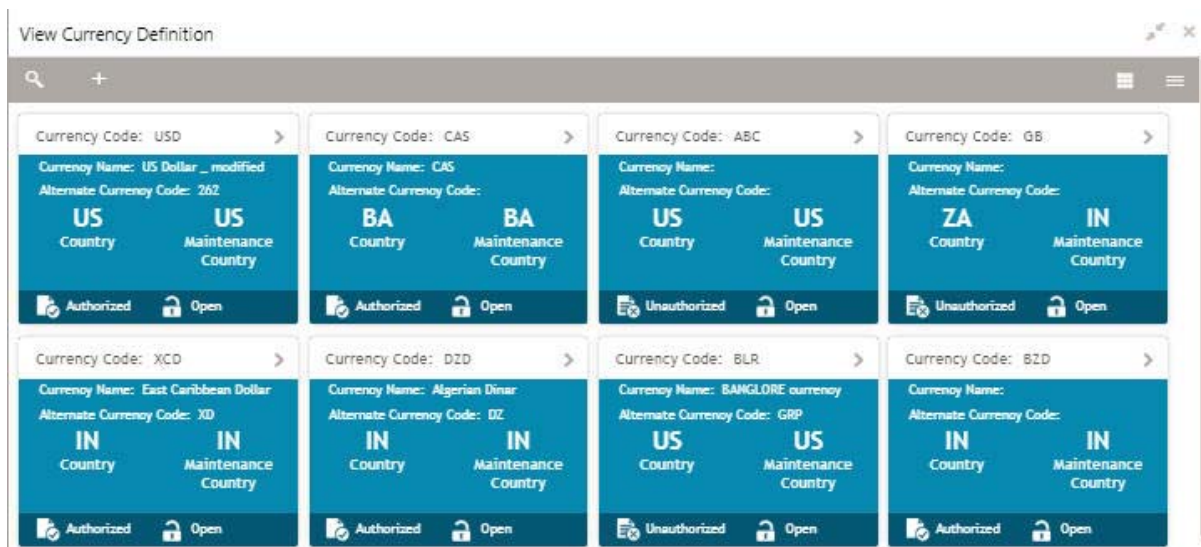 View Currency Definition
Currency Code: USD
Currency Name: US Dollar _ modified
Alternate Currency Code: 262
US US
Country Maintenance
Country
Authorized Open
Currency Code: CAS
Currency Name: CAS
Alternate Currency Code:
BA BA
Country Maintenance
Country
Authorized Open
Currency Code: ABC
Currency Name:
Alternate Currency Code:
US US
Country Maintenance
Country
Unauthorized Open
Currency Code: GB
Currency Name:
Alternate Currency Code:
ZA IN
Country Maintenance
Country
Unauthorized Open
Currency Code: XCD
Currency Name: East Caribbean Dollar
Alternate Currency Code: XD
IN IN
Country Maintenance
Country
Authorized Open
Currency Code: DZD
Currency Name: Algerian Dinar
Alternate Currency Code: DZ
IN IN
Country Maintenance
Country
Authorized Open
Currency Code: BLR
Currency Name: BANGLORE currency
Alternate Currency Code: GRP
US US
Country Maintenance
Country
Unauthorized Open
Currency Code: BZD
Currency Name:
Alternate Currency Code:
IN IN
Country Maintenance
Country
Authorized Open